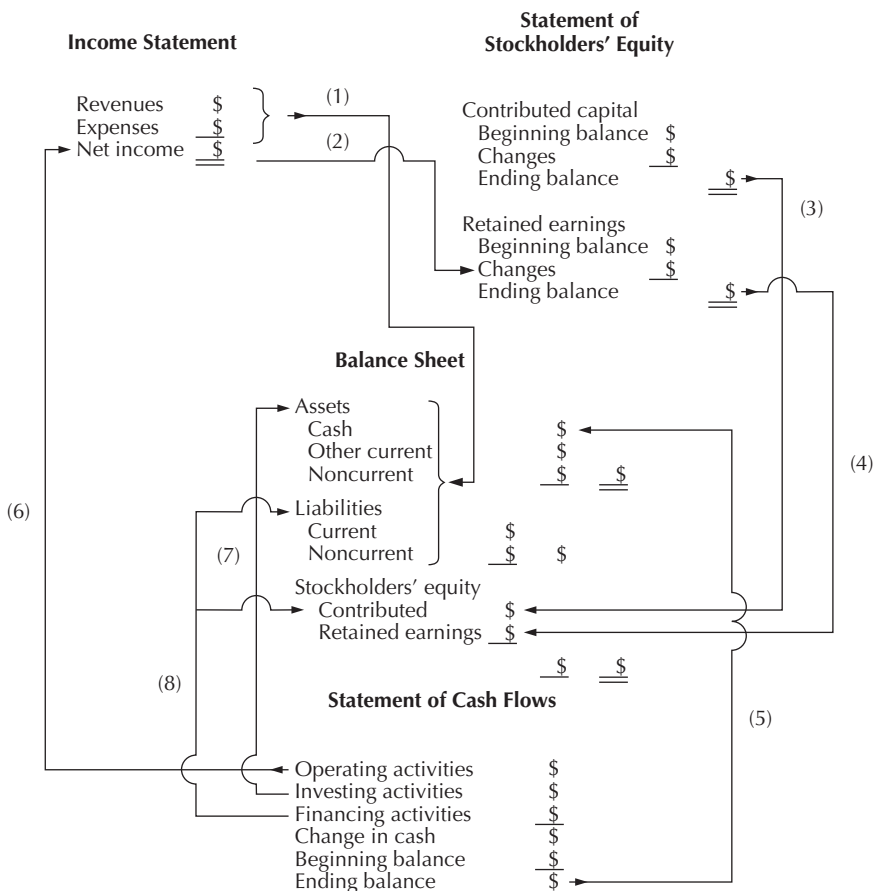 Income Statement
Statement of
Stockholders’ Equity
Revenues $
Expenses $
Net income $
(1)
(2)
Contributed capital
Beginning balance $
Changes $
Ending balance $
(3)
Retained earnings
Beginning balance $
Changes $
Ending balance $
Balance Sheet
Assets
Cash $
Other current $
Noncurrent $ $
(4)
(6)
Liabilities
Current $
Noncurrent $ $
(7)
Stockholders’ equity
Contributed $
Retained earnings $
$ $
(8)
Statement of Cash Flows
(5)
Operating activities $
Investing activities $
Financing activities $
Change in cash $
Beginning balance $
Ending balance $